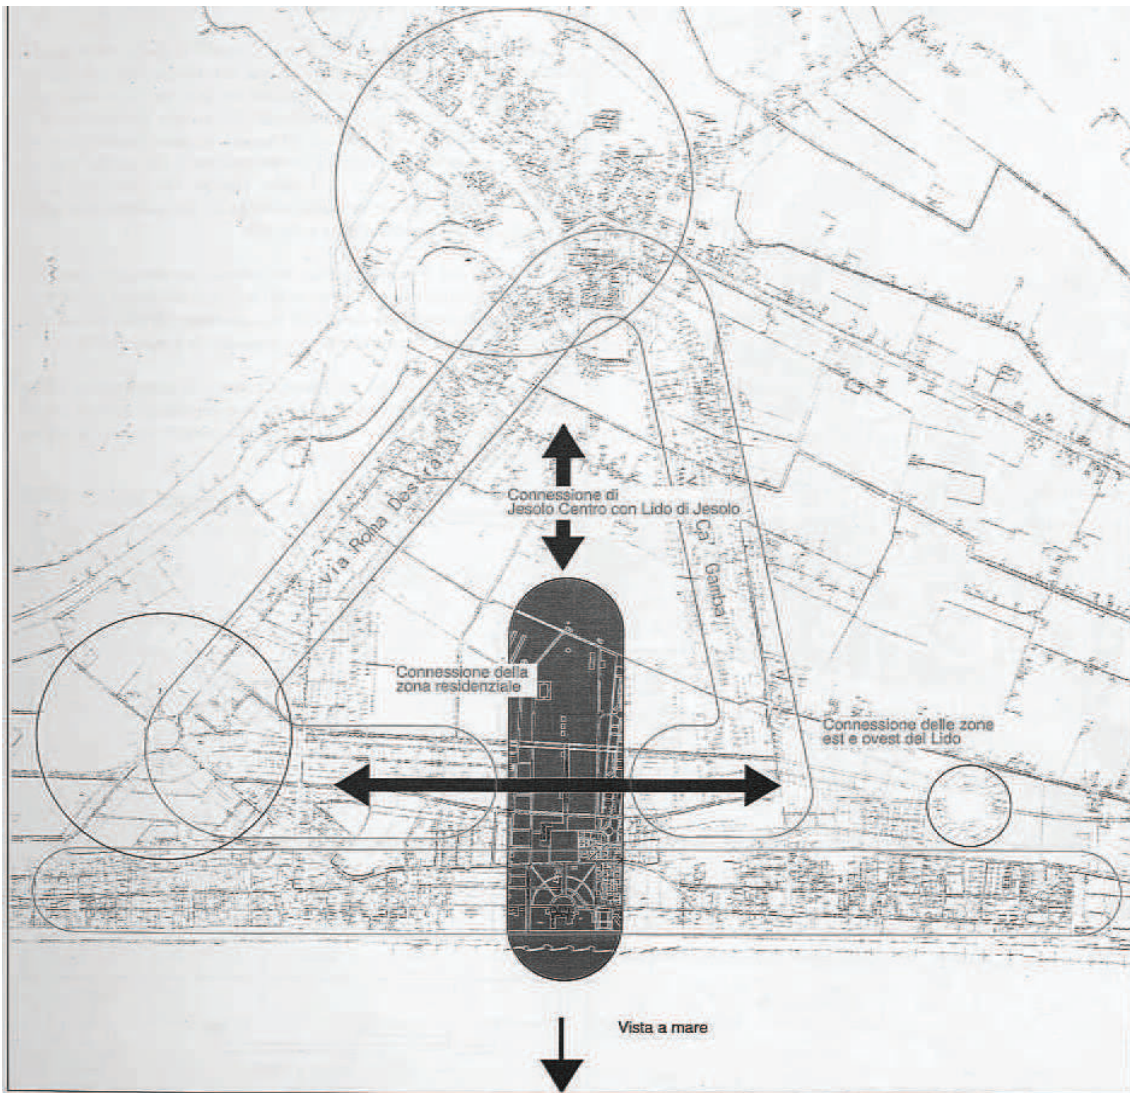 Connessione di
Jesolo Centro con Lido di Jesolo
Via Roma Destra
Ca' Gamba
Connessione della
zona residenziale
Connessione delle zone
est e ovest del Lido
Vista a mare